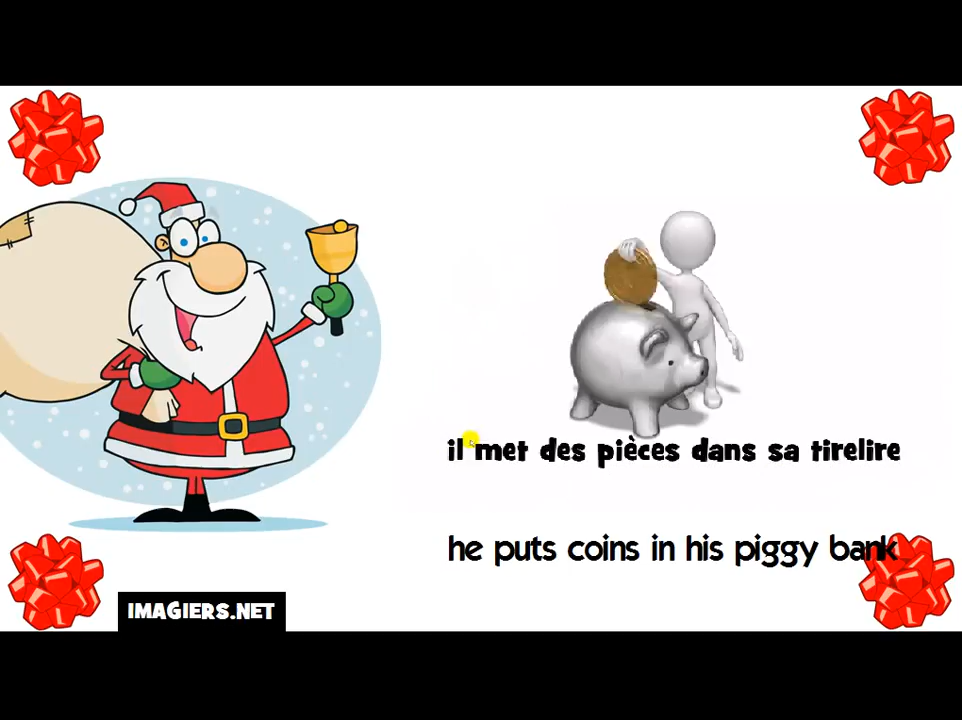 il met des pièces dans sa tirelire
he puts coins in his piggy bank
IMAGIERS.NET